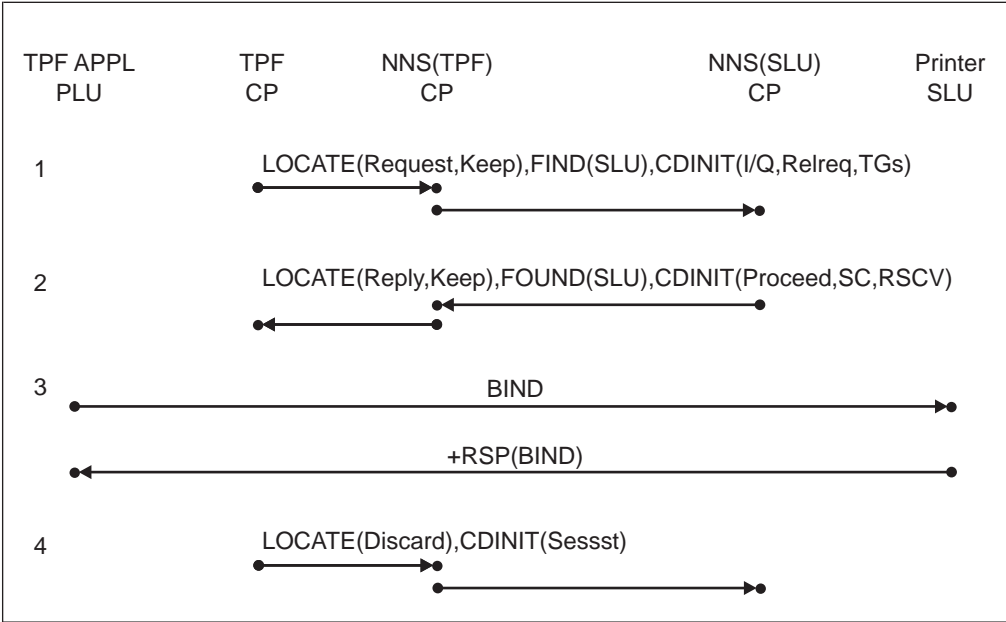 TPF APPL TPF NNS(TPF) NNS(SLU) Printer
PLU CP CP CP SLU
1 LOCATE(Request,Keep),FIND(SLU),CDINIT(I/Q,Relreq,TGs)
2 LOCATE(Reply,Keep),FOUND(SLU),CDINIT(Proceed,SC,RSCV)
3 BIND
+RSP(BIND)
4 LOCATE(Discard),CDINIT(Sessst)